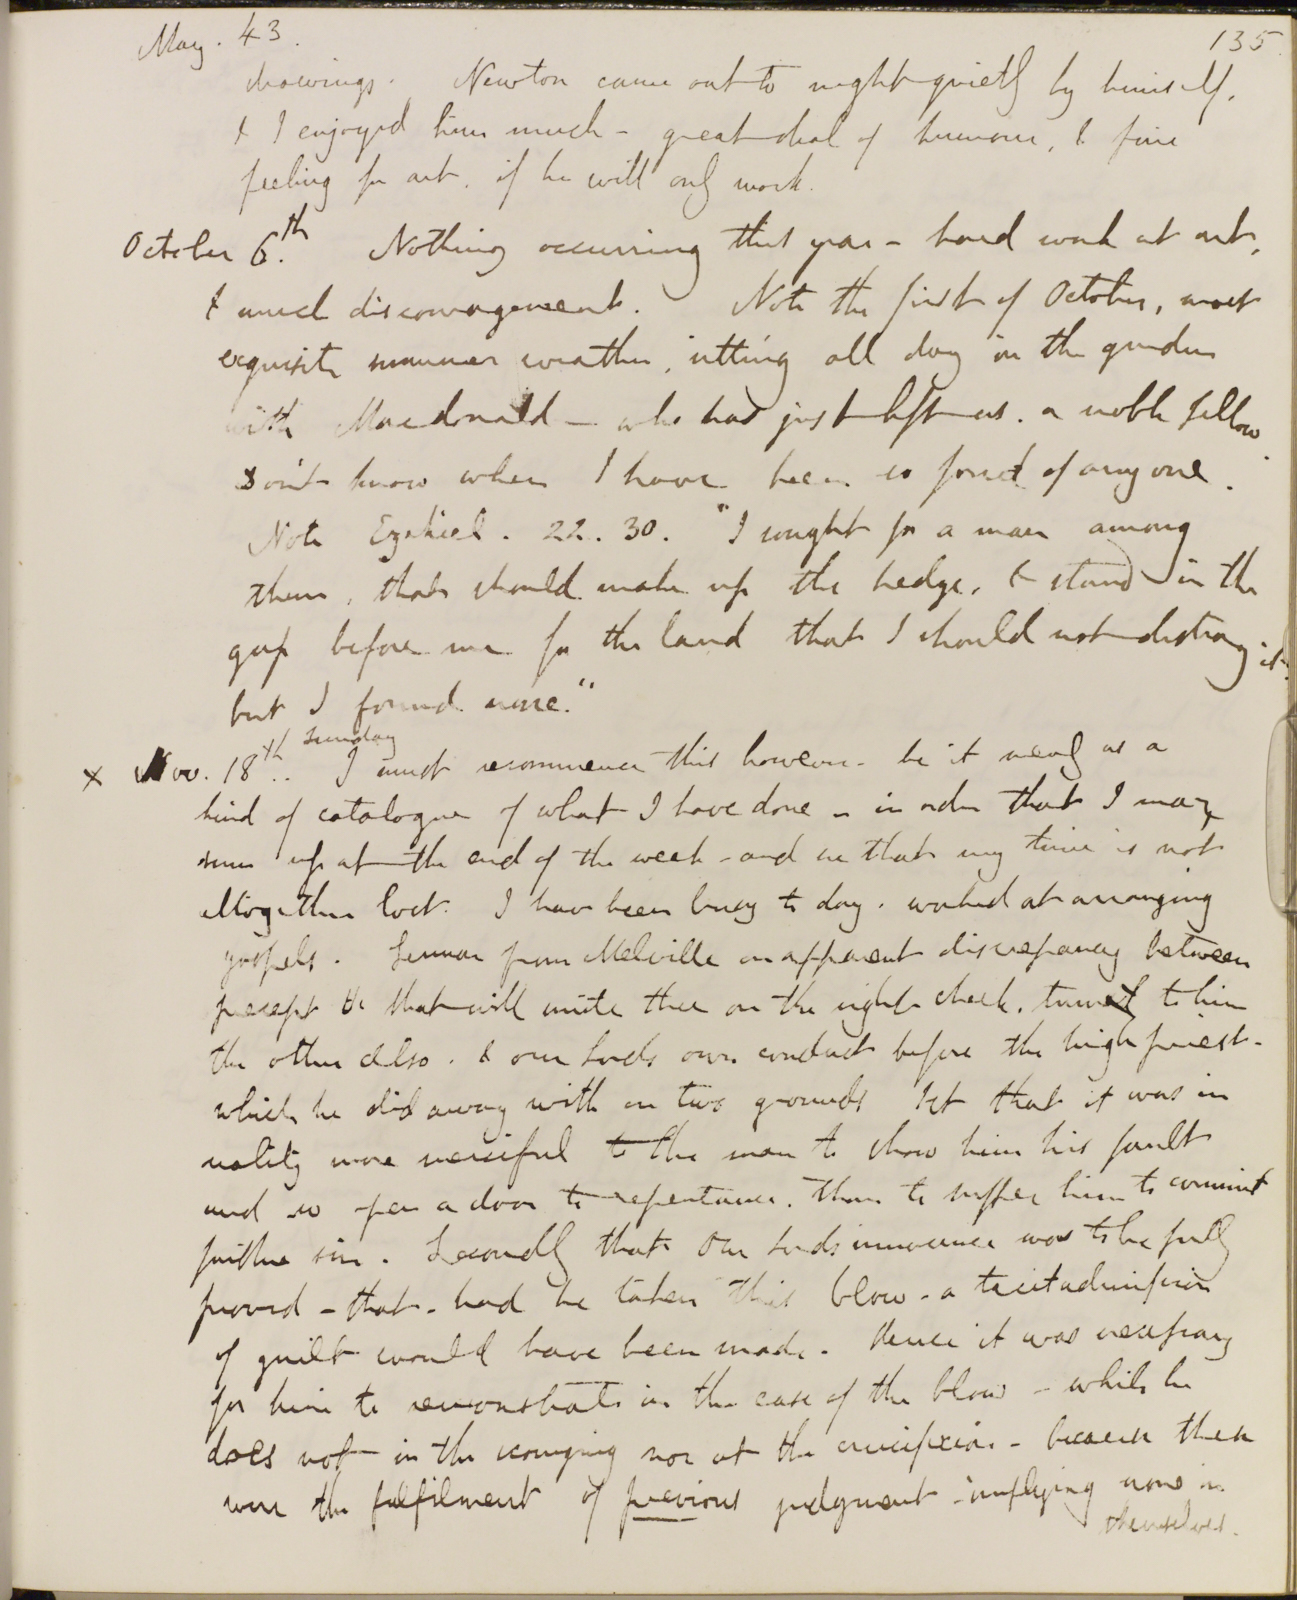 May. 43.
135
drawings. Newton came out to night quietly by himself,
& I enjoyed him much - great deal of humour, & fine
feeling for art. if he will only work.
October 6th. Nothing occurring this year - hard work at art,
& much discouragement. Note the first of October, most
exquisite summer weather, sitting all day in the garden
with Macdonald - who has just left us. a noble fellow.
Don't know when I have been so fond of any one.
Note Ezekiel. 22. 30. "I sought for a man among
them, that should make up the hedge, & stand in the
gap before me for the land that I should not destroy it.
but I found none."
sunday
x Nov. 18th.. I must recommence this however - be it merely as a
kind of catalogue of what I have done - in order that I may
sum up at the end of the week - and see that my time is not
altogether lost. I have been busy to day. worked at arranging
gospels. Sermon from Melville on apparent discrepancy between
precept He that will smite thee on the right cheek, turn to him
the other also. & our Lords own conduct before the high priest -
which he did away with on two grounds 1st that it was in
reality more merciful to the man to show him his fault
and so open a door to repentance. Than to suffer him to commit
further sin. Secondly that Our Lords innocence was to be fully
proved - that - had he taken this blow - a tacit admission
of guilt would have been made. Hence it was necessary
for him to remonstrate in the case of the blow - while he
does not in the scourging nor at the crucifixion - because these
were the fulfilment of previous judgment - implying none in
themselves.